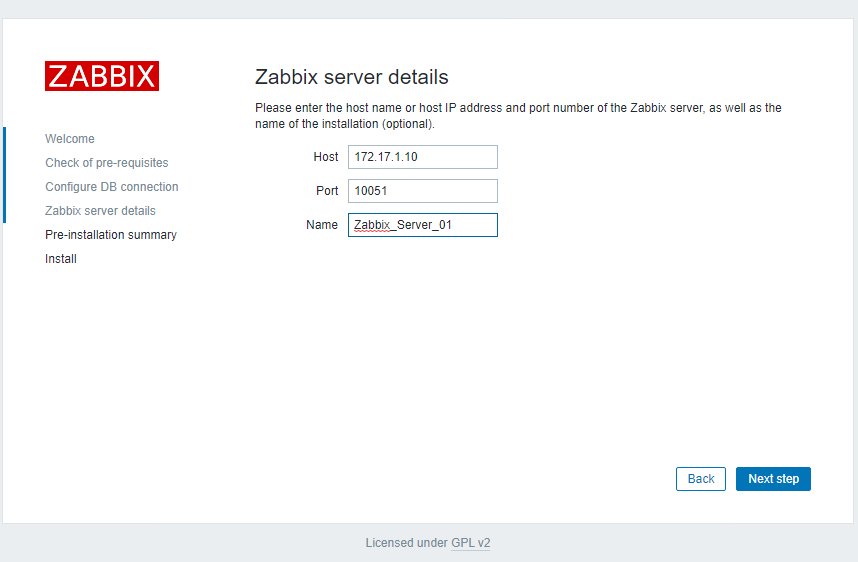 ZABBIX
Welcome
Check of pre-requisites
Configure DB connection
Zabbix server details
Pre-installation summary
Install
Zabbix server details
Please enter the host name or host IP address and port number of the Zabbix server, as well as the
name of the installation (optional).
Host 172.17.1.10
Port 10051
Name Zabbix_Server_01
Back Next step
Licensed under GPL v2